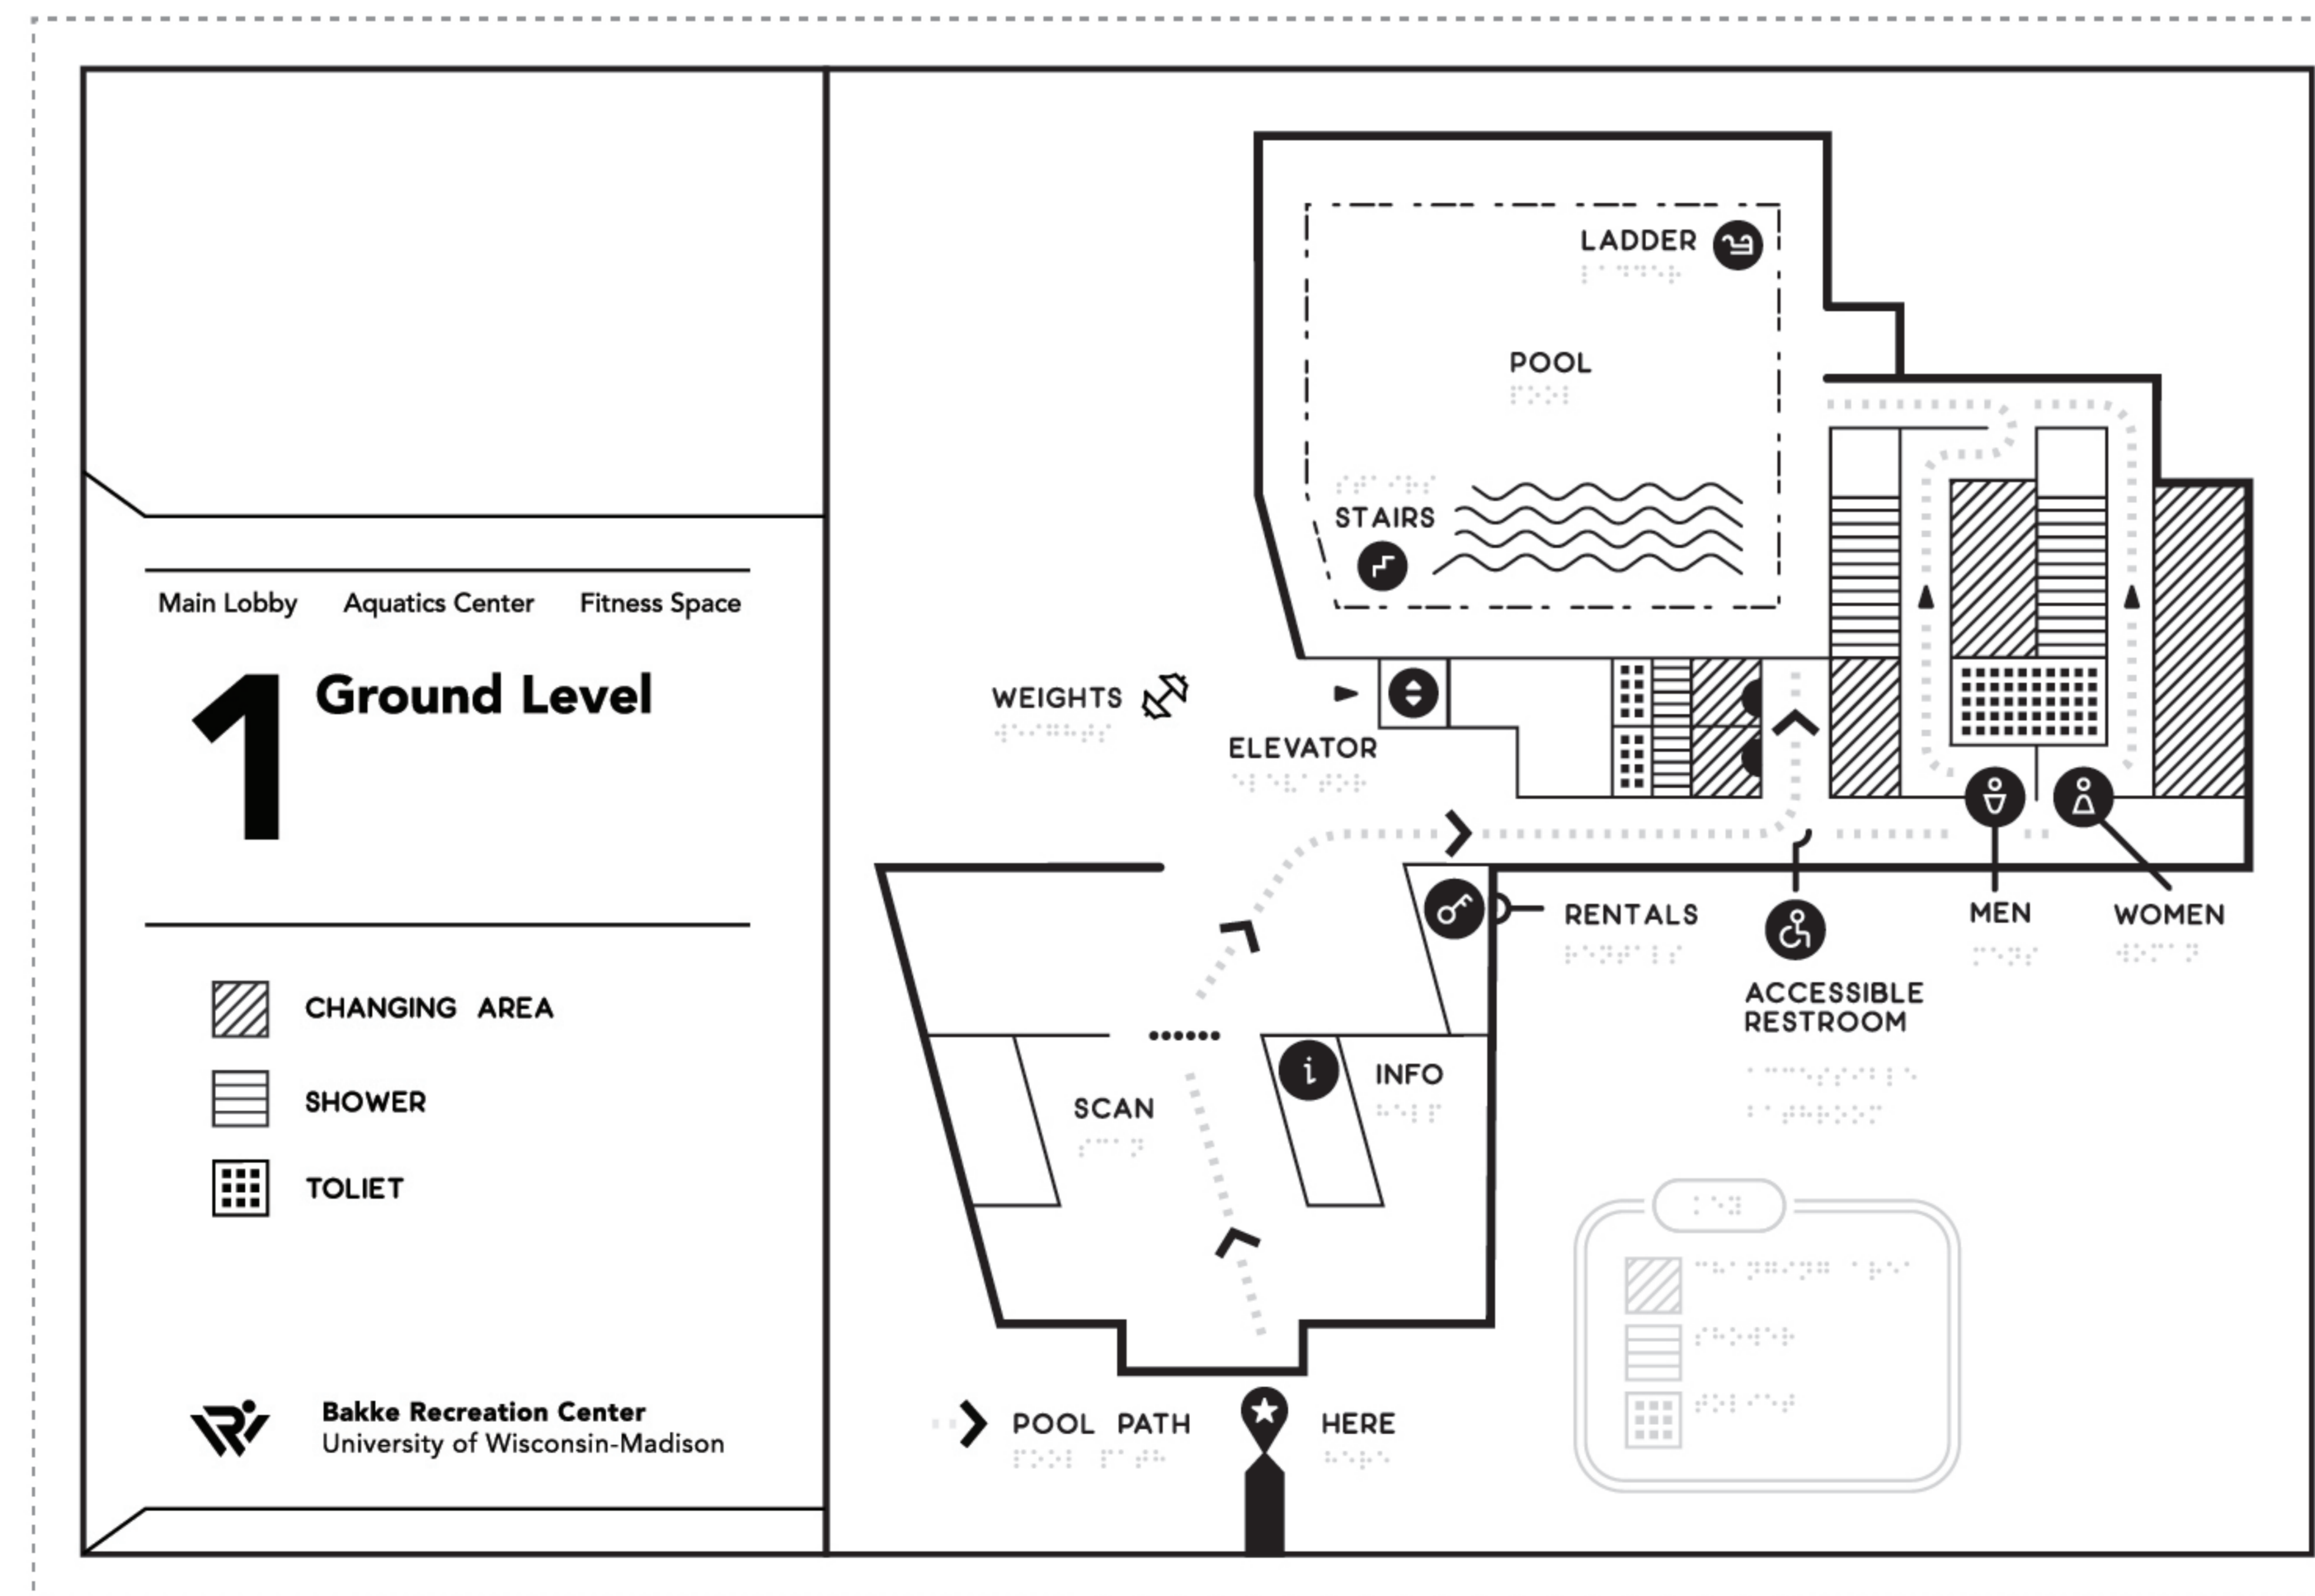 Main Lobby Aquatics Center Fitness Space
1 Ground Level
CHANGING AREA
SHOWER
TOLIET
Bakke Recreation Center
University of Wisconsin-Madison
LADDER
POOL
STAIRS
WEIGHTS
ELEVATOR
RENTALS
MEN
WOMEN
ACCESSIBLE
RESTROOM
i
INFO
SCAN
POOL PATH
HERE